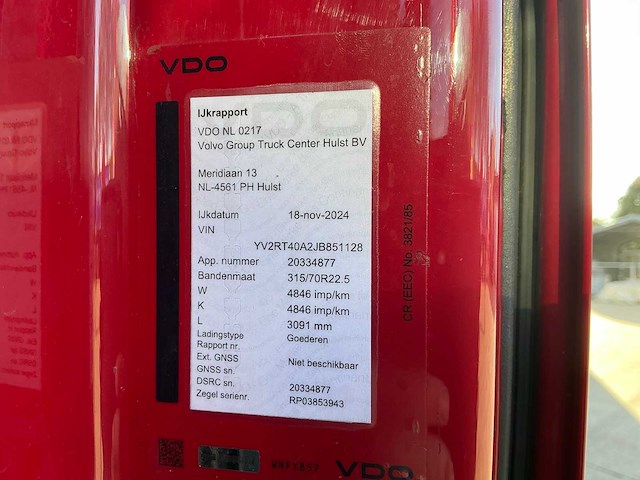 VDO
IJkrapport
VDO NL 0217
Volvo Group Truck Center Hulst BV
Meridiaan 13
NL-4561 PH Hulst
IJkdatum 18-nov-2024
VIN
YV2RT40A2JB851128
App. nummer 20334877
Bandenmaat 315/70R22.5
W 4846 imp/km
K 4846 imp/km
L 3091 mm
Ladingstype Goederen
Rapport nr.
Ext. GNSS Niet beschikbaar
GNSS sn.
DSRC sn. 20334877
Zegel serienr. RP03853943
CR (EEC) No. 3821/85
VDO